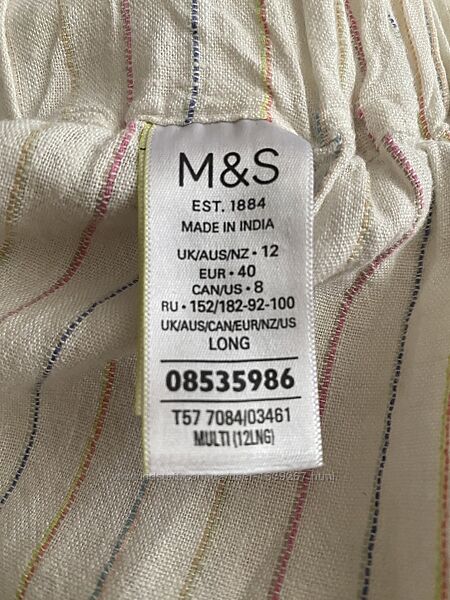 M&S
EST. 1884
MADE IN INDIA
UK/AUS/NZ • 12
EUR • 40
CAN/US • 8
RU • 152/182-92-100
UK/AUS/CAN/EUR/NZ/US
LONG
08535986
T57 7084/03461
MULTI (12LNG)